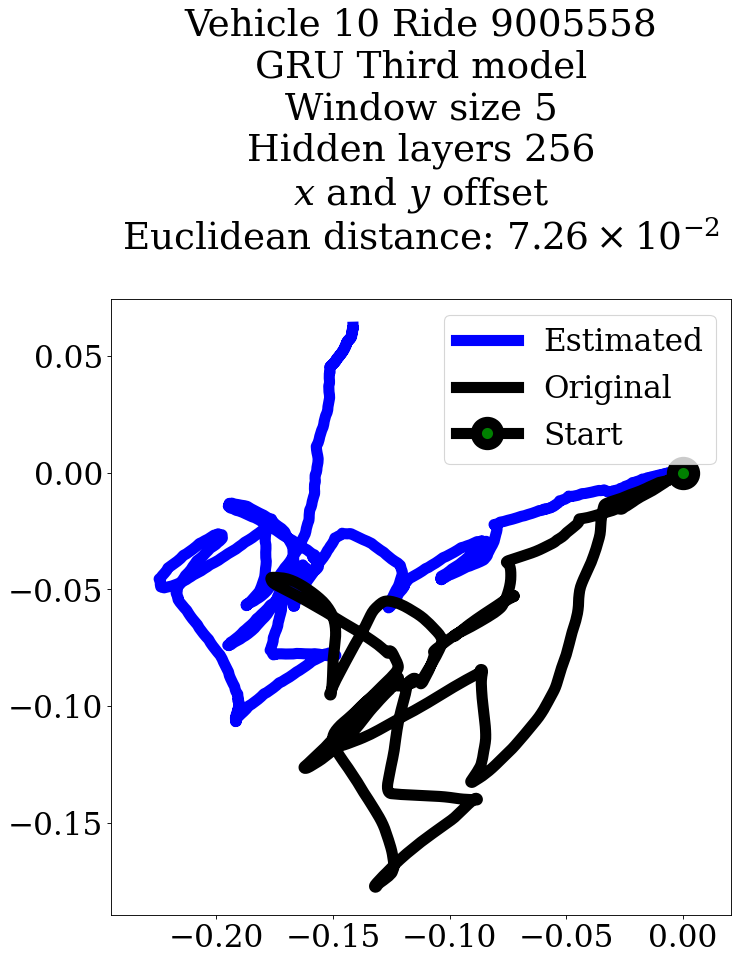 Vehicle 10 Ride 9005558
GRU Third model
Window size 5
Hidden layers 256
x and y offset
Euclidean distance: 7.26 × 10⁻²
Estimated
Original
Start
0.05
0.00
−0.05
−0.10
−0.15
−0.20 −0.15 −0.10 −0.05 0.00